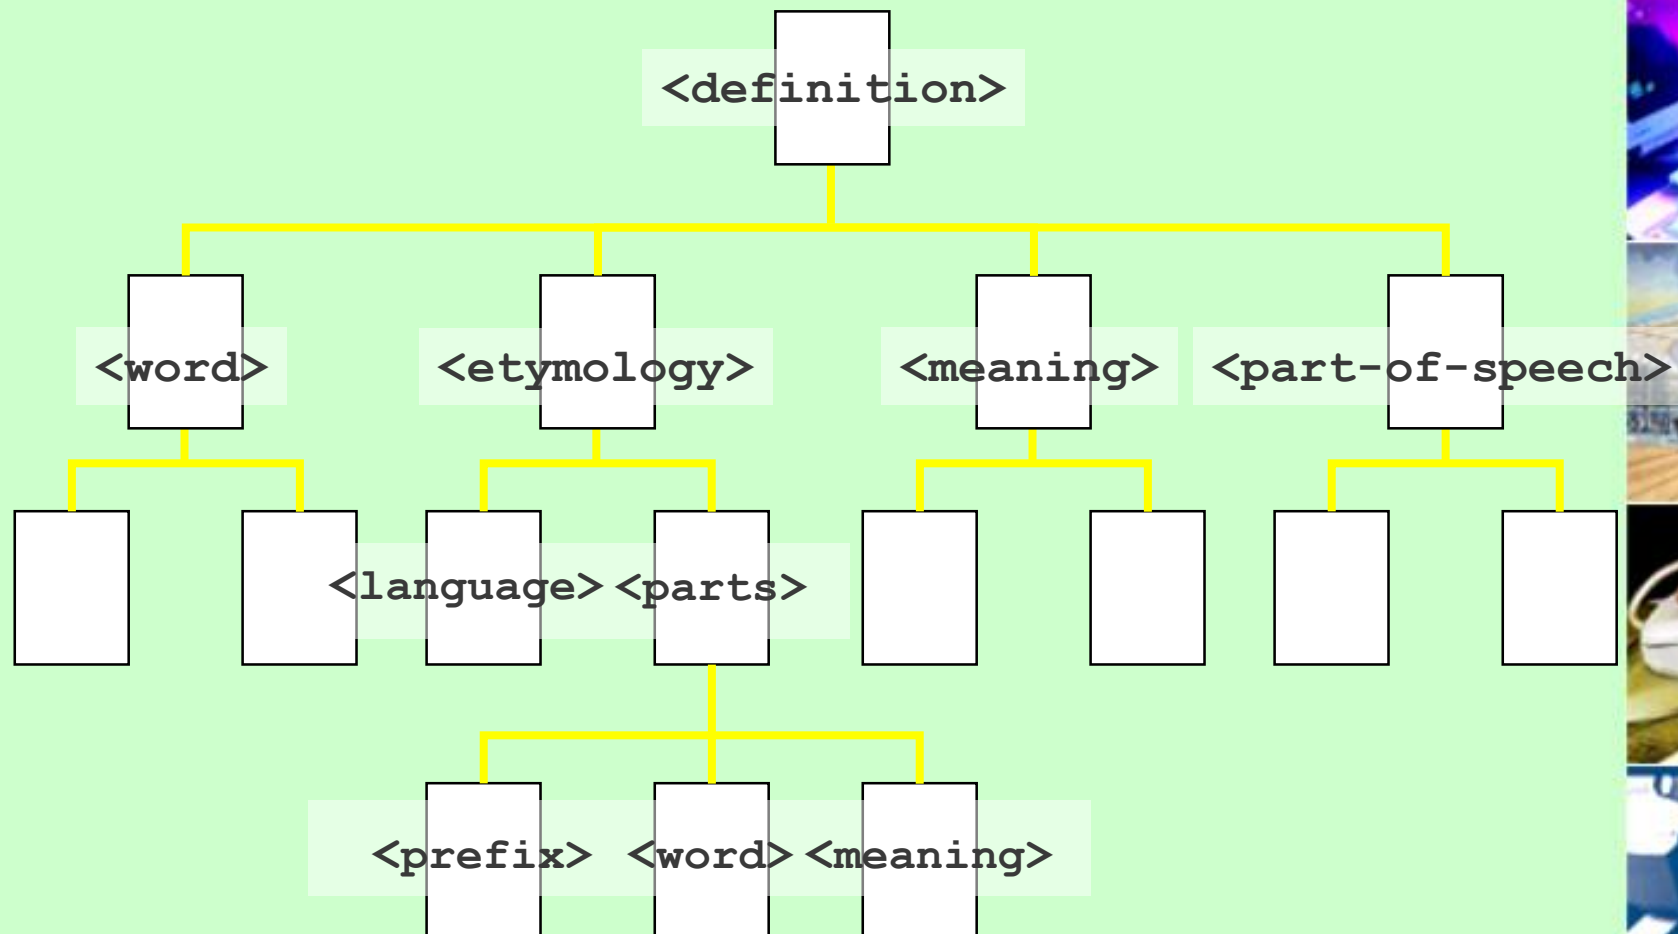 <definition>
<word> <etymology> <meaning> <part-of-speech>
<language> <parts>
<prefix> <word> <meaning>